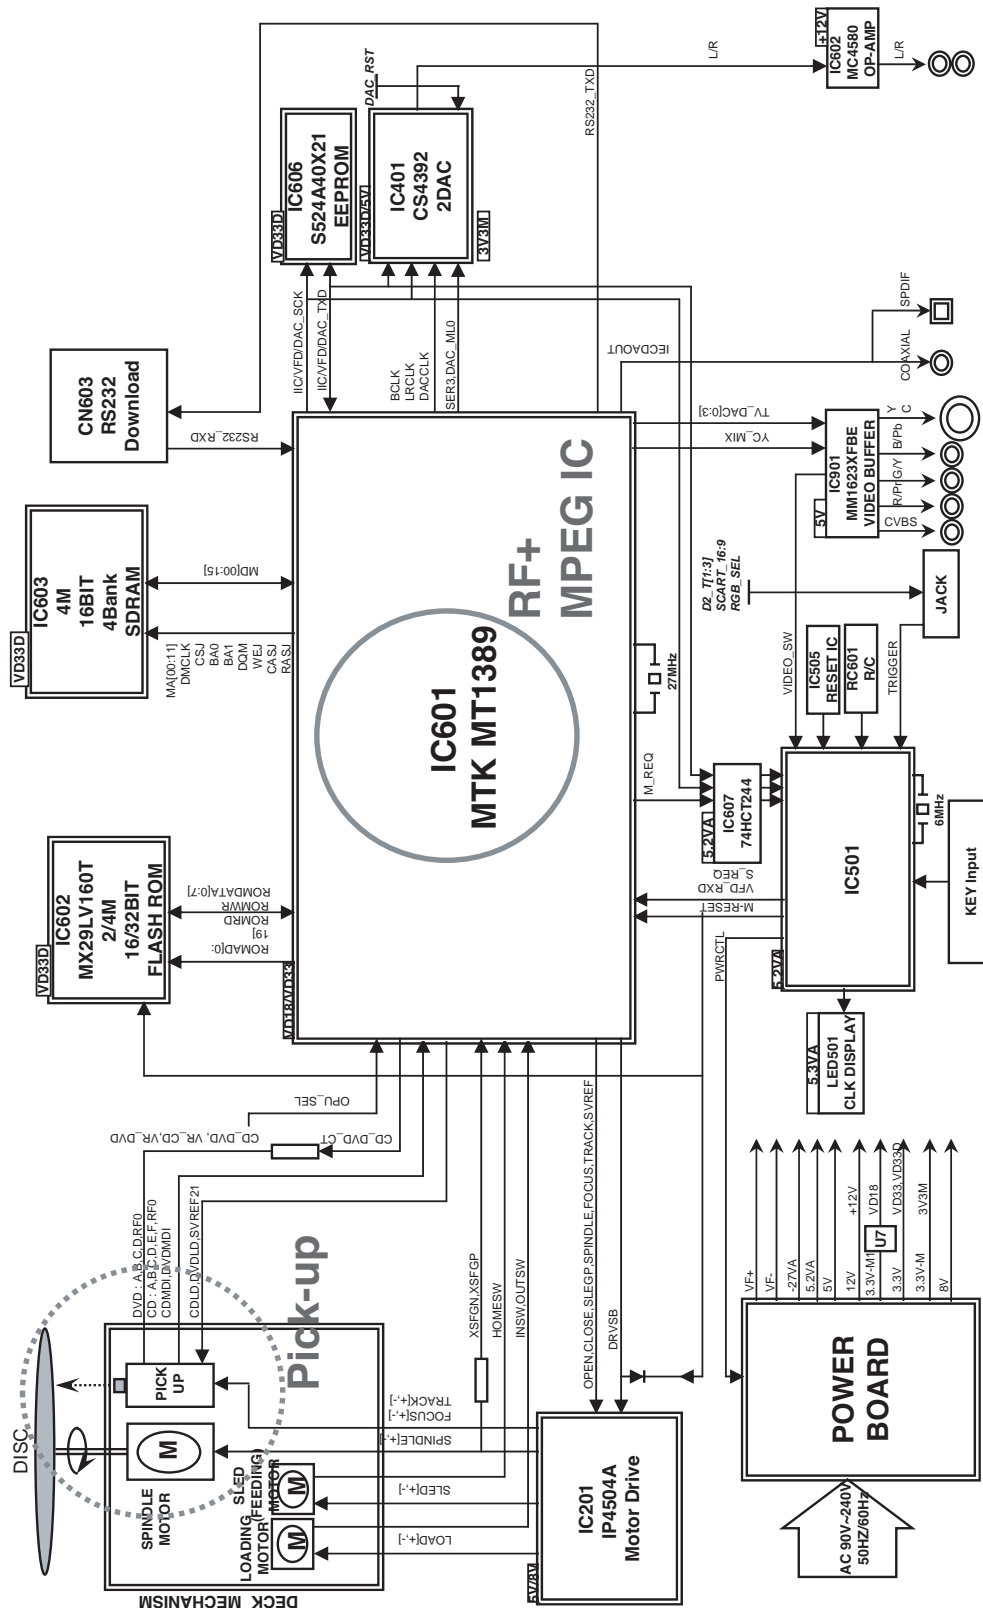 DISC
DECK MECHANISM
SPINDLE
MOTOR
M
PICK
UP
LOADING
MOTOR
M
SLED
(FEEDING)
MOTOR
M
Pick-up
DVD : A,B,C,D,RF0
CD : A,B,C,D,E,F,RF0
CDMDI,DVDMDI
CDLD,DVDLD,SVREF21
CD_DVD, VR_CD,VR_DVD
CD_DVD_CT
OPU_SEL
XSFGN,XSFGP
HOMESW
INSW,OUTSW
TRACK[+,-]
FOCUS[+,-]
SPINDLE[+,-]
SLED[+,-]
LOAD[+,-]
OPEN,CLOSE,SLEGP,SPINDLE,FOCUS,TRACK,SVREF
DRVSB
5V/8V
IC201
IP4504A
Motor Drive
VD33D
IC602
MX29LV160T
2/4M
16/32BIT
FLASH ROM
ROMAD[0:
19]
ROMRD
ROMWR
ROMDATA[0:7]
VD33D
IC603
4M
16BIT
4Bank
SDRAM
MA[00:11]
DMCLK
CSJ
BA0
BA1
DQM
WEJ
CASJ
RASJ
MD[00:15]
CN603
RS232
Download
RS232_RXD
VD18/VD33
IC601
MTK MT1389
RF+
MPEG IC
27MHz
VD33D
IC606
S524A40X21
EEPROM
IIC/VFD/DAC_SCK
IIC/VFD/DAC_TXD
VD33D/5V
IC401
CS4392
2DAC
3V3M
DAC_RST
BCLK
LRCLK
DACCLK
SER3,DAC_ML0
RS232_TXD
L/R
+12V
IC602
MC4580
OP-AMP
L/R
IECDAOUT
SPDIF
COAXIAL
TV_DAC[0:3]
YC_MIX
5V
IC901
MM1623XFBE
VIDEO BUFFER
Y
C
B/Pb
G/Y
R/Pr
CVBS
D2_T[1:3]
SCART_16:9
RGB_SEL
JACK
VIDEO_SW
IC505
RESET IC
RC601
R/C
TRIGGER
M_REQ
5.2VA
IC607
74HCT244
S_REQ
VFD_RXD
M-RESET
PWRCTL
5.2VA
IC501
6MHz
KEY Input
5.3VA
LED501
CLK DISPLAY
AC 90V~240V
50HZ/60Hz
POWER
BOARD
VF+
VF-
-27VA
5.2VA
5V
12V
+12V
3.3V-M1
U7
VD18
3.3V
VD33,VD33D
3.3V-M
3V3M
8V